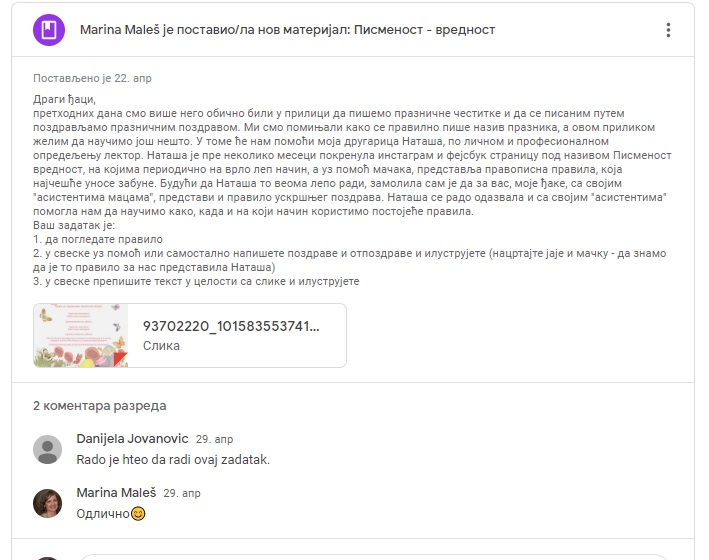 Marina Maleš је поставио/ла нов материјал: Писменост - вредност
Постављено је 22. апр
Драги ђаци,
претходних дана смо више него обично били у прилици да пишемо празничне честитке и да се писаним путем
поздрављамо празничним поздравом. Ми смо помињали како се правилно пише назив празника, а овом приликом
желим да научимо још нешто. У томе ће нам помоћи моја другарица Наташа, по личном и професионалном
опредељењу лектор. Наташа је пре неколико месеци покренула инстаграм и фејсбук страницу под називом Писменост
вредност, на којима периодично на врло леп начин, а уз помоћ мачака, представља правописна правила, која
најчешће уносе забуне. Будући да Наташа то веома лепо ради, замолила сам је да за вас, моје ђаке, са својим
"асистентима мацама", представи и правило ускршњег поздрава. Наташа се радо одазвала и са својим "асистентима"
помогла нам да научимо како, када и на који начин користимо постојеће правила.
Ваш задатак је:
1. да погледате правило
2. у свеске уз помоћ или самостално напишете поздраве и отпоздраве и илуструјете (нацртајте јаје и мачку - да знамо
да је то правило за нас представила Наташа)
3. у свеске препишите текст у целости са слике и илуструјете
93702220_101583553741...
Слика
2 коментара разреда
Danijela Jovanovic 29. апр
Rado je hteo da radi ovaj zadatak.
Marina Maleš 29. апр
Одлично